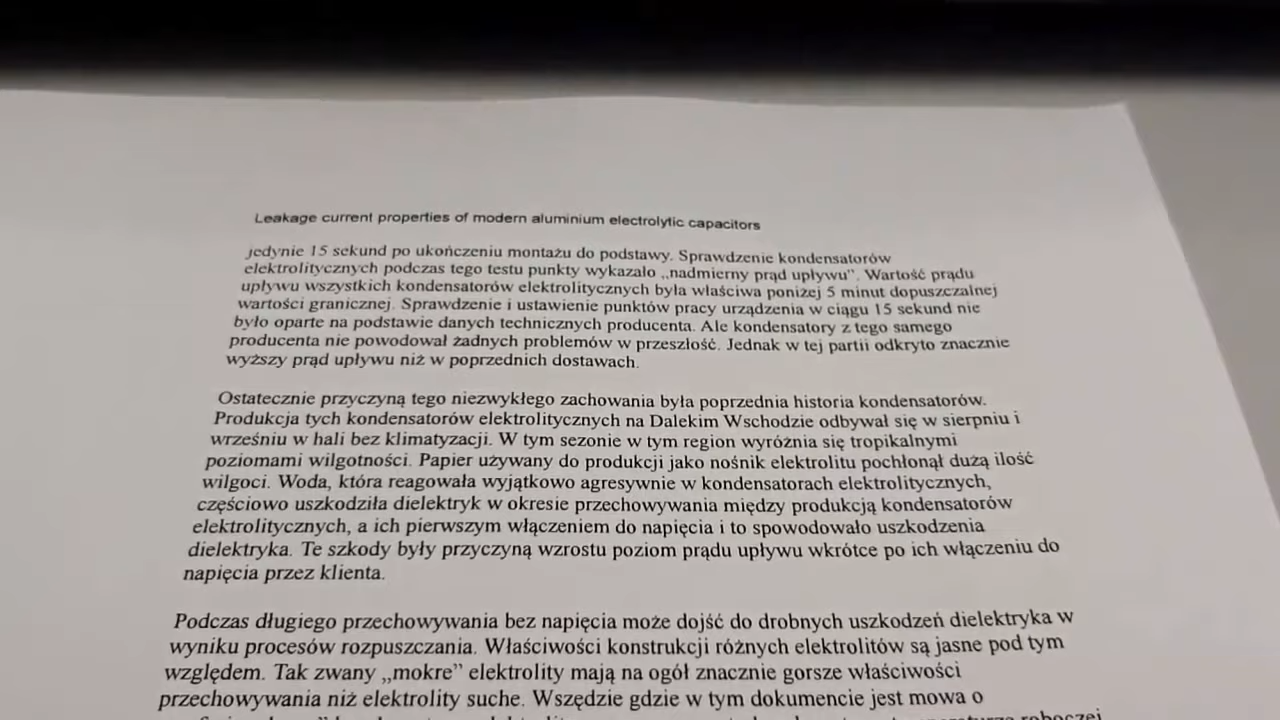 Leakage current properties of modern aluminium electrolytic capacitors
jedynie 15 sekund po ukończeniu montażu do podstawy. Sprawdzenie kondensatorów
elektrolitycznych podczas tego testu punkty wykazało „nadmierny prąd upływu”. Wartość prądu
upływu wszystkich kondensatorów elektrolitycznych była właściwa poniżej 5 minut dopuszczalnej
wartości granicznej. Sprawdzenie i ustawienie punktów pracy urządzenia w ciągu 15 sekund nie
było oparte na podstawie danych technicznych producenta. Ale kondensatory z tego samego
producenta nie powodował żadnych problemów w przeszłość. Jednak w tej partii odkryto znacznie
wyższy prąd upływu niż w poprzednich dostawach.
Ostatecznie przyczyną tego niezwykłego zachowania była poprzednia historia kondensatorów.
Produkcja tych kondensatorów elektrolitycznych na Dalekim Wschodzie odbywał się w sierpniu i
wrześniu w hali bez klimatyzacji. W tym sezonie w tym region wyróżnia się tropikalnymi
poziomami wilgotności. Papier używany do produkcji jako nośnik elektrolitu pochłonął dużą ilość
wilgoci. Woda, która reagowała wyjątkowo agresywnie w kondensatorach elektrolitycznych,
częściowo uszkodziła dielektryk w okresie przechowywania między produkcją kondensatorów
elektrolitycznych, a ich pierwszym włączeniem do napięcia i to spowodowało uszkodzenia
dielektryka. Te szkody były przyczyną wzrostu poziom prądu upływu wkrótce po ich włączeniu do
napięcia przez klienta.
Podczas długiego przechowywania bez napięcia może dojść do drobnych uszkodzeń dielektryka w
wyniku procesów rozpuszczania. Właściwości konstrukcji różnych elektrolitów są jasne pod tym
względem. Tak zwany „mokre” elektrolity mają na ogół znacznie gorsze właściwości
przechowywania niż elektrolity suche. Wszędzie gdzie w tym dokumencie jest mowa o
roboczej